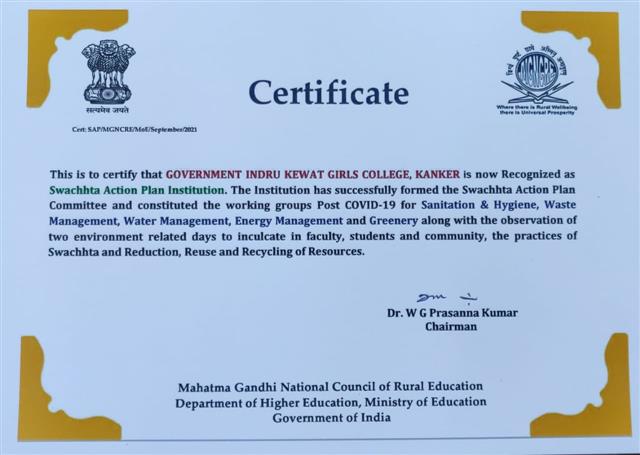 सत्यमेव जयते
Certificate
MGNCRE
Where there is Rural Wellbeing
there is Universal Prosperity
Cert: SAP/MGNCRE/MoE/September/2021
This is to certify that GOVERNMENT INDRU KEWAT GIRLS COLLEGE, KANKER is now Recognized as
Swachhta Action Plan Institution. The Institution has successfully formed the Swachhta Action Plan
Committee and constituted the working groups Post COVID-19 for Sanitation & Hygiene, Waste
Management, Water Management, Energy Management and Greenery along with the observation of
two environment related days to inculcate in faculty, students and community, the practices of
Swachhta and Reduction, Reuse and Recycling of Resources.
Dr. W G Prasanna Kumar
Chairman
Mahatma Gandhi National Council of Rural Education
Department of Higher Education, Ministry of Education
Government of India